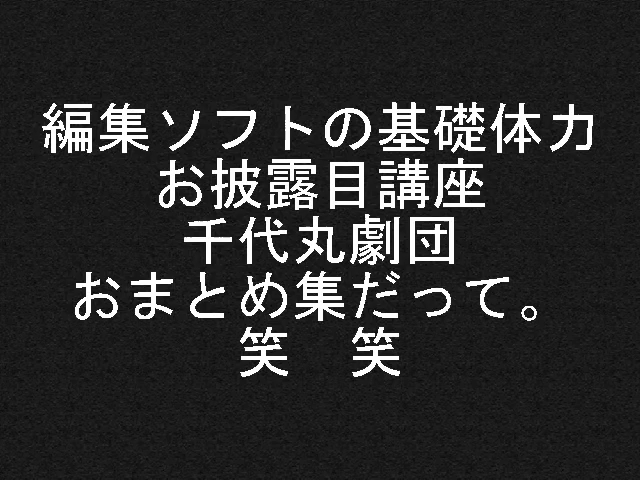 編集ソフトの基礎体力
お披露目講座
千代丸劇団
おまとめ集だって。
笑　笑